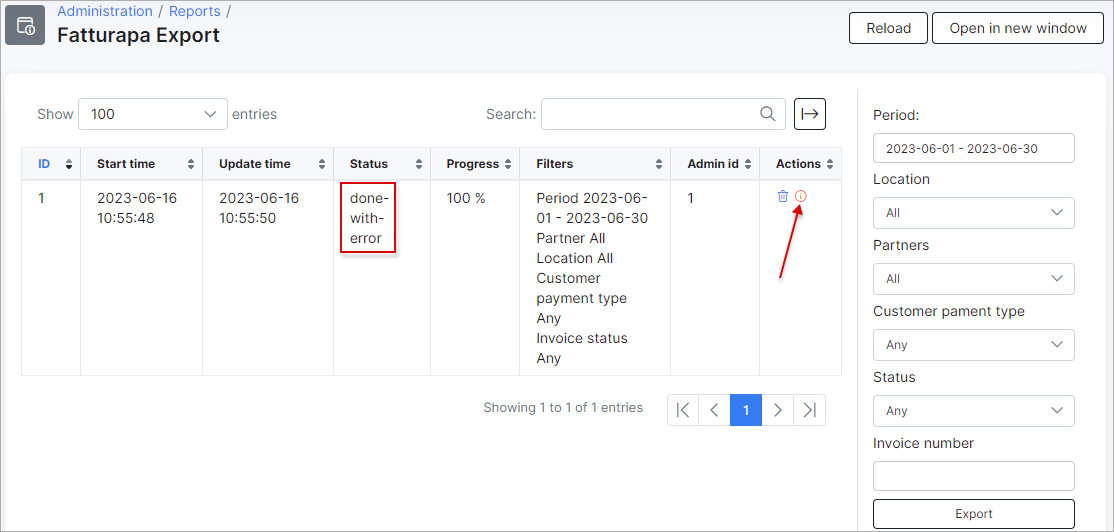 Administration / Reports /
Fatturapa Export
Reload
Open in new window
Show 100 entries
Search:
ID
Start time
Update time
Status
Progress
Filters
Admin id
Actions
1
2023-06-16
10:55:48
2023-06-16
10:55:50
done-
with-
error
100 %
Period 2023-06-
01 - 2023-06-30
Partner All
Location All
Customer
payment type
Any
Invoice status
Any
1
Showing 1 to 1 of 1 entries
1
Period:
2023-06-01 - 2023-06-30
Location
All
Partners
All
Customer pament type
Any
Status
Any
Invoice number
Export